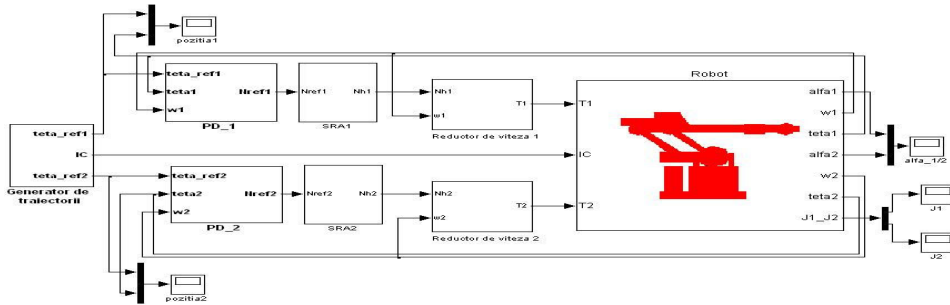 pozitia1
Robot
teta_ref1
teta1
w1
Nref1
PD_1
Nref1
Nh1
SRA1
Nh1
w1
T1
Reductor de viteza 1
T1
IC
T2
alfa1
w1
teta1
alfa2
w2
teta2
J1_J2
alfa_1/2
J1
J2
teta_ref1
IC
teta_ref2
Generator de
traiectorii
teta_ref2
teta2
w2
Nref2
PD_2
Nref2
Nh2
SRA2
Nh2
w2
T2
Reductor de viteza 2
pozitia2